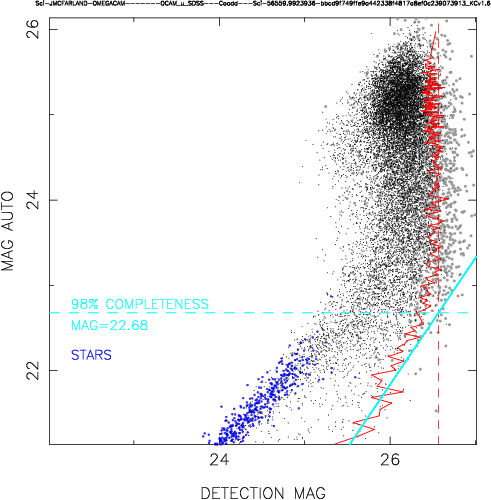 Sci-JMCFARLAND-OMEGACAM--------OCAM_u_SDSS---Coadd---Sci-56559.9923936-bbcd9f749ffe9a442338f4817a8ef0c239073913_KCv1.6
26
MAG AUTO
24
98% COMPLETENESS
MAG=22.68
STARS
22
24
26
DETECTION MAG